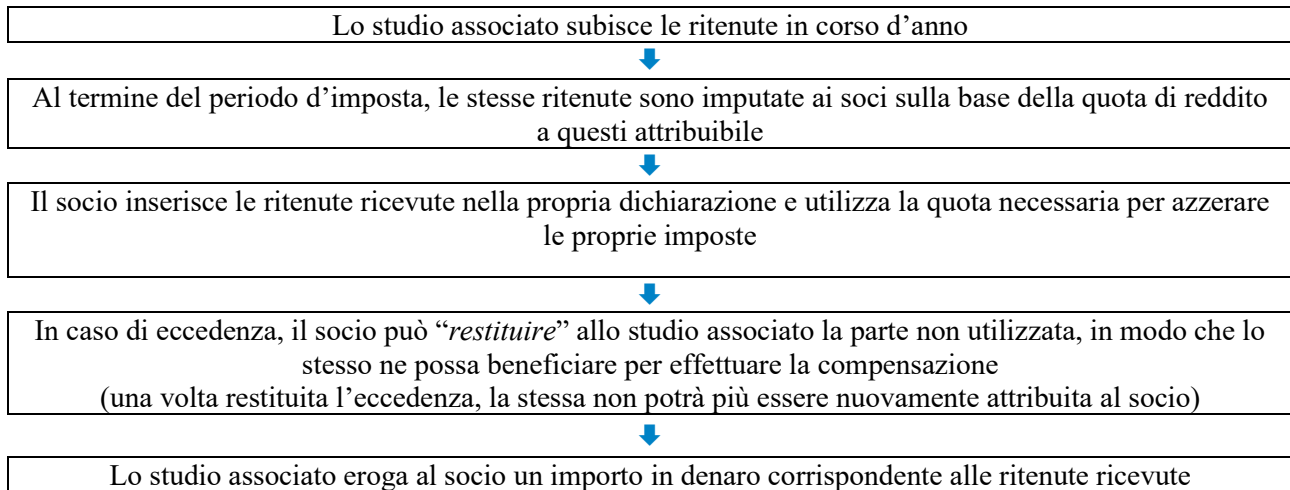 Lo studio associato subisce le ritenute in corso d’anno
Al termine del periodo d’imposta, le stesse ritenute sono imputate ai soci sulla base della quota di reddito
a questi attribuibile
Il socio inserisce le ritenute ricevute nella propria dichiarazione e utilizza la quota necessaria per azzerare
le proprie imposte
In caso di eccedenza, il socio può “restituire” allo studio associato la parte non utilizzata, in modo che lo
stesso ne possa beneficiare per effettuare la compensazione
(una volta restituita l’eccedenza, la stessa non potrà più essere nuovamente attribuita al socio)
Lo studio associato eroga al socio un importo in denaro corrispondente alle ritenute ricevute